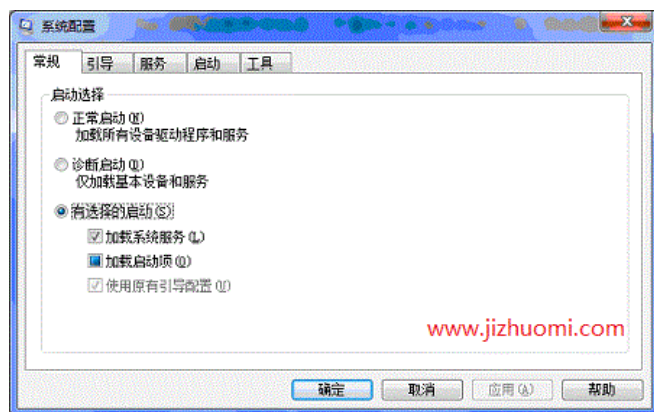 系统配置
常规 引导 服务 启动 工具
启动选择
正常启动(N)
加载所有设备驱动程序和服务
诊断启动(D)
仅加载基本设备和服务
有选择的启动(S)
加载系统服务(L)
加载启动项(O)
使用原有引导配置(U)
www.jizhuomi.com
确定 取消 应用(A) 帮助